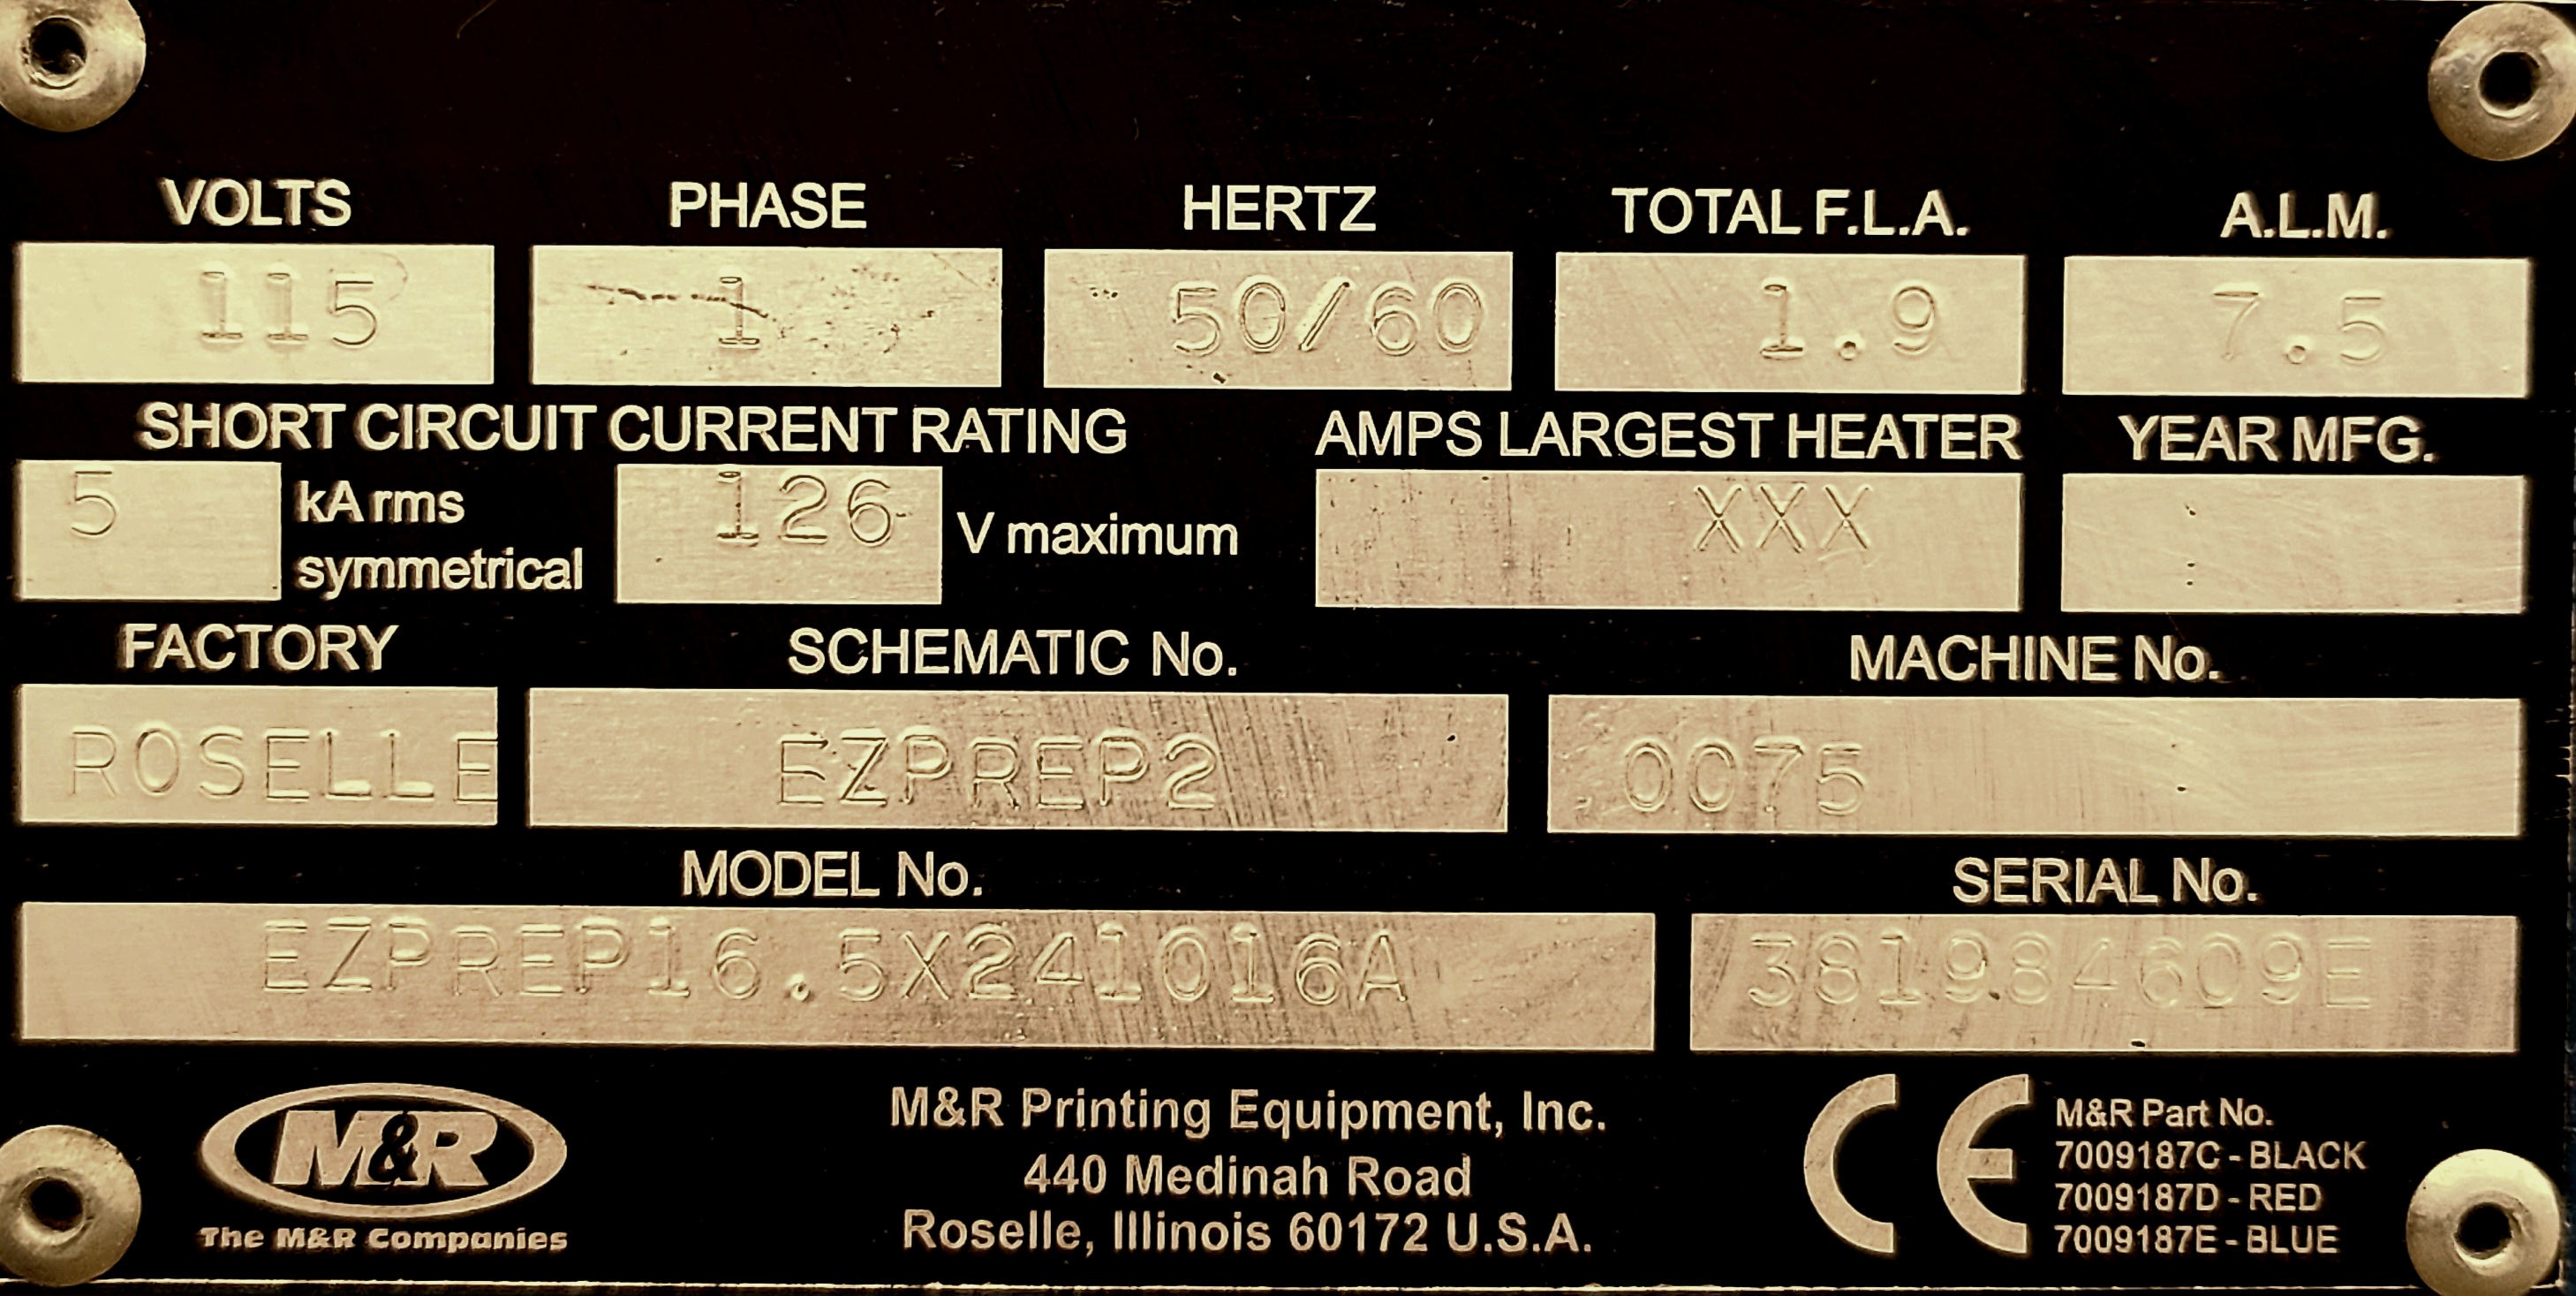 VOLTS PHASE HERTZ TOTAL F.L.A. A.L.M.
115 1 50/60 1.9 7.5
SHORT CIRCUIT CURRENT RATING AMPS LARGEST HEATER YEAR MFG.
5 kA rms symmetrical 126 V maximum XXX
FACTORY SCHEMATIC No. MACHINE No.
ROSELLE EZPREP2 0075
MODEL No. SERIAL No.
EZPREP16.5X241016A 381984609E
M&R
The M&R Companies
M&R Printing Equipment, Inc.
440 Medinah Road
Roselle, Illinois 60172 U.S.A.
CE
M&R Part No.
7009187C - BLACK
7009187D - RED
7009187E - BLUE